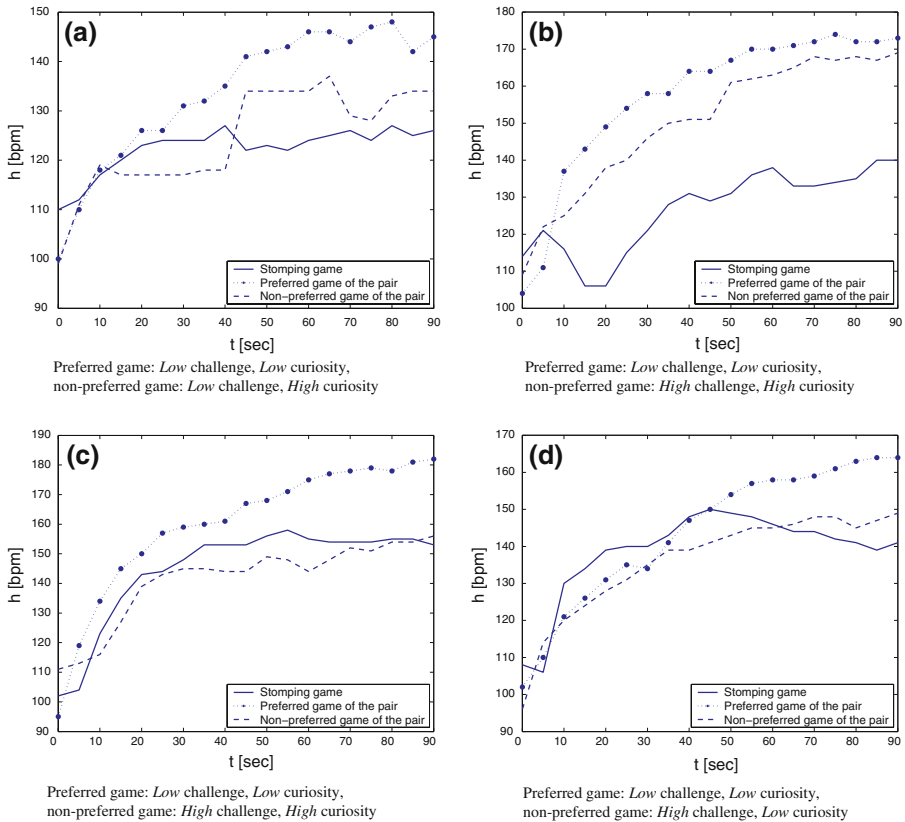 (a)
h [bpm]
150
140
130
120
110
100
90
0 10 20 30 40 50 60 70 80 90
t [sec]
Stomping game
Preferred game of the pair
Non−preferred game of the pair
Preferred game: Low challenge, Low curiosity,
non-preferred game: Low challenge, High curiosity
(b)
h [bpm]
180
170
160
150
140
130
120
110
100
0 10 20 30 40 50 60 70 80 90
t [sec]
Stomping game
Preferred game of the pair
Non preferred game of the pair
Preferred game: Low challenge, Low curiosity,
non-preferred game: High challenge, High curiosity
(c)
h [bpm]
190
180
170
160
150
140
130
120
110
100
90
0 10 20 30 40 50 60 70 80 90
t [sec]
Stomping game
Preferred game of the pair
Non−preferred game of the pair
Preferred game: Low challenge, Low curiosity,
non-preferred game: High challenge, High curiosity
(d)
h [bpm]
170
160
150
140
130
120
110
100
90
0 10 20 30 40 50 60 70 80 90
t [sec]
Stomping game
Preferred game of the pair
Non−preferred game of the pair
Preferred game: Low challenge, Low curiosity,
non-preferred game: High challenge, Low curiosity